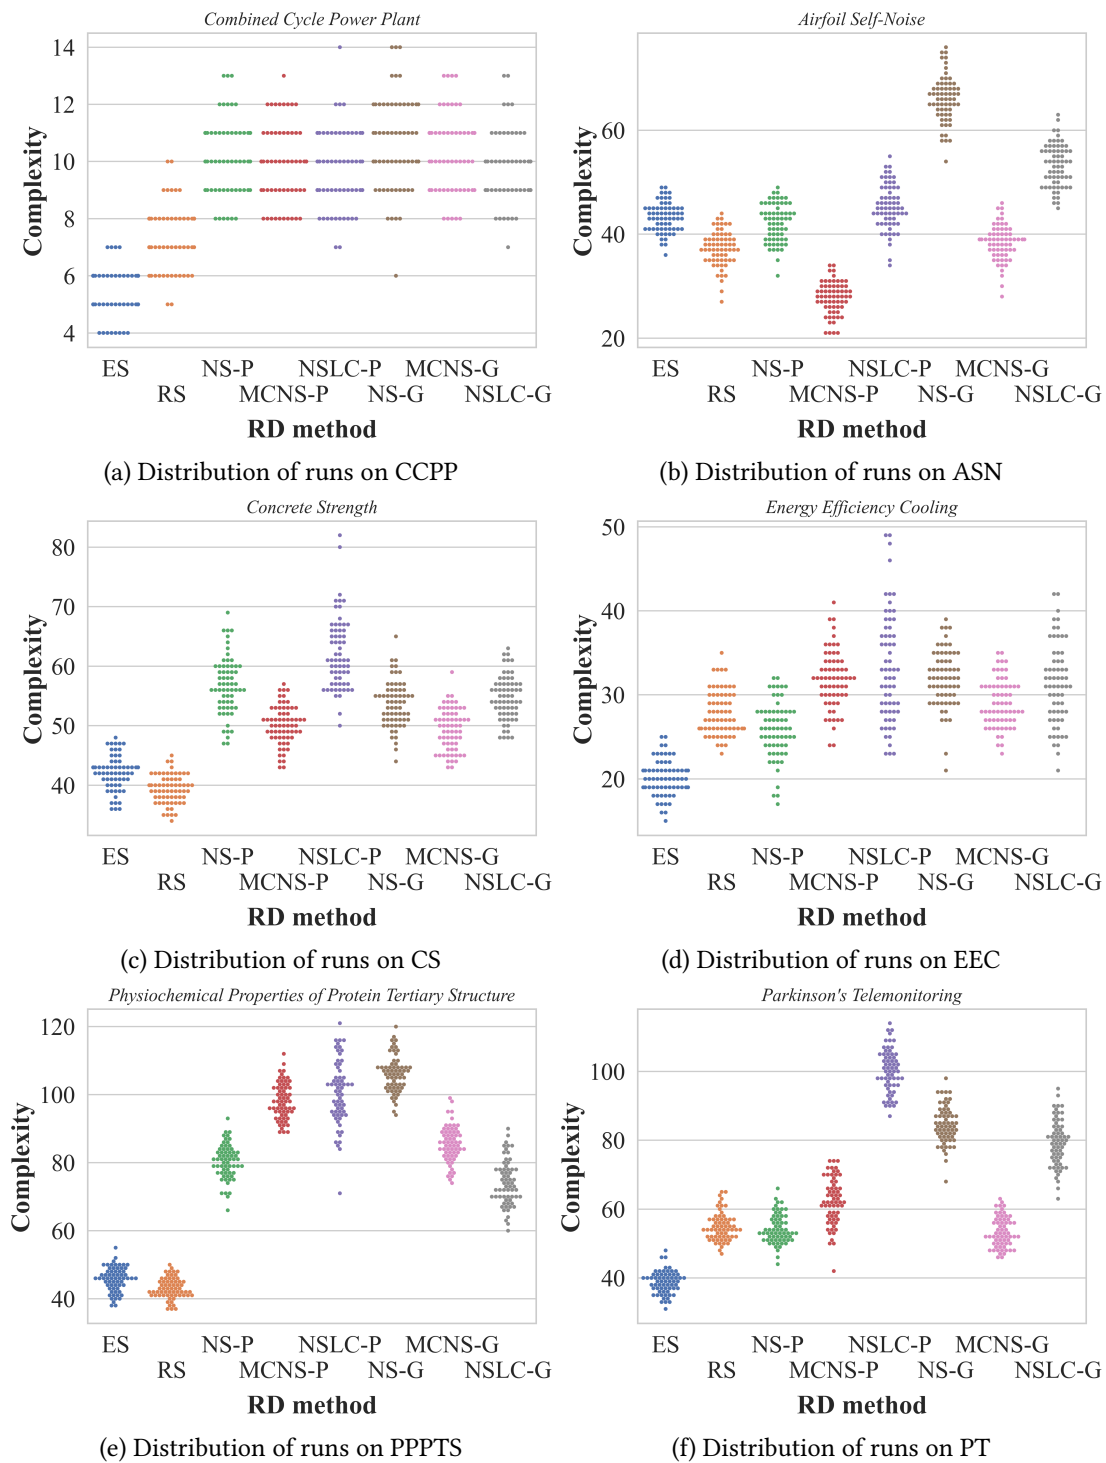 Combined Cycle Power Plant
14
12
10
8
6
4
Complexity
ES
NS-P
NSLC-P
MCNS-G
RS
MCNS-P
NS-G
NSLC-G
RD method
(a) Distribution of runs on CCPP
Airfoil Self-Noise
60
40
20
Complexity
ES
NS-P
NSLC-P
MCNS-G
RS
MCNS-P
NS-G
NSLC-G
RD method
(b) Distribution of runs on ASN
Concrete Strength
80
70
60
50
40
Complexity
ES
NS-P
NSLC-P
MCNS-G
RS
MCNS-P
NS-G
NSLC-G
RD method
(c) Distribution of runs on CS
Energy Efficiency Cooling
50
40
30
20
Complexity
ES
NS-P
NSLC-P
MCNS-G
RS
MCNS-P
NS-G
NSLC-G
RD method
(d) Distribution of runs on EEC
Physiochemical Properties of Protein Tertiary Structure
120
100
80
60
40
Complexity
ES
NS-P
NSLC-P
MCNS-G
RS
MCNS-P
NS-G
NSLC-G
RD method
(e) Distribution of runs on PPPTS
Parkinson's Telemonitoring
100
80
60
40
Complexity
ES
NS-P
NSLC-P
MCNS-G
RS
MCNS-P
NS-G
NSLC-G
RD method
(f) Distribution of runs on PT